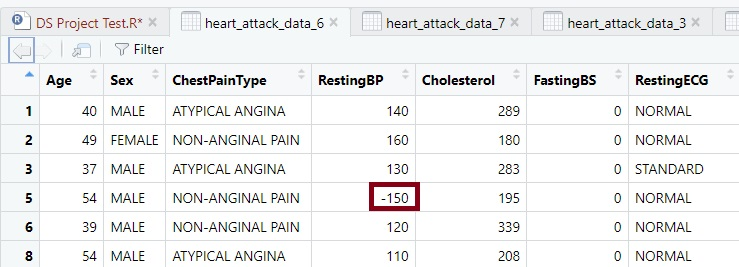 DS Project Test.R* × heart_attack_data_6 × heart_attack_data_7 × heart_attack_data_3 ×
Filter
Age Sex ChestPainType RestingBP Cholesterol FastingBS RestingECG
1 40 MALE ATYPICAL ANGINA 140 289 0 NORMAL
2 49 FEMALE NON-ANGINAL PAIN 160 180 0 NORMAL
3 37 MALE ATYPICAL ANGINA 130 283 0 STANDARD
5 54 MALE NON-ANGINAL PAIN -150 195 0 NORMAL
6 39 MALE NON-ANGINAL PAIN 120 339 0 NORMAL
8 54 MALE ATYPICAL ANGINA 110 208 0 NORMAL